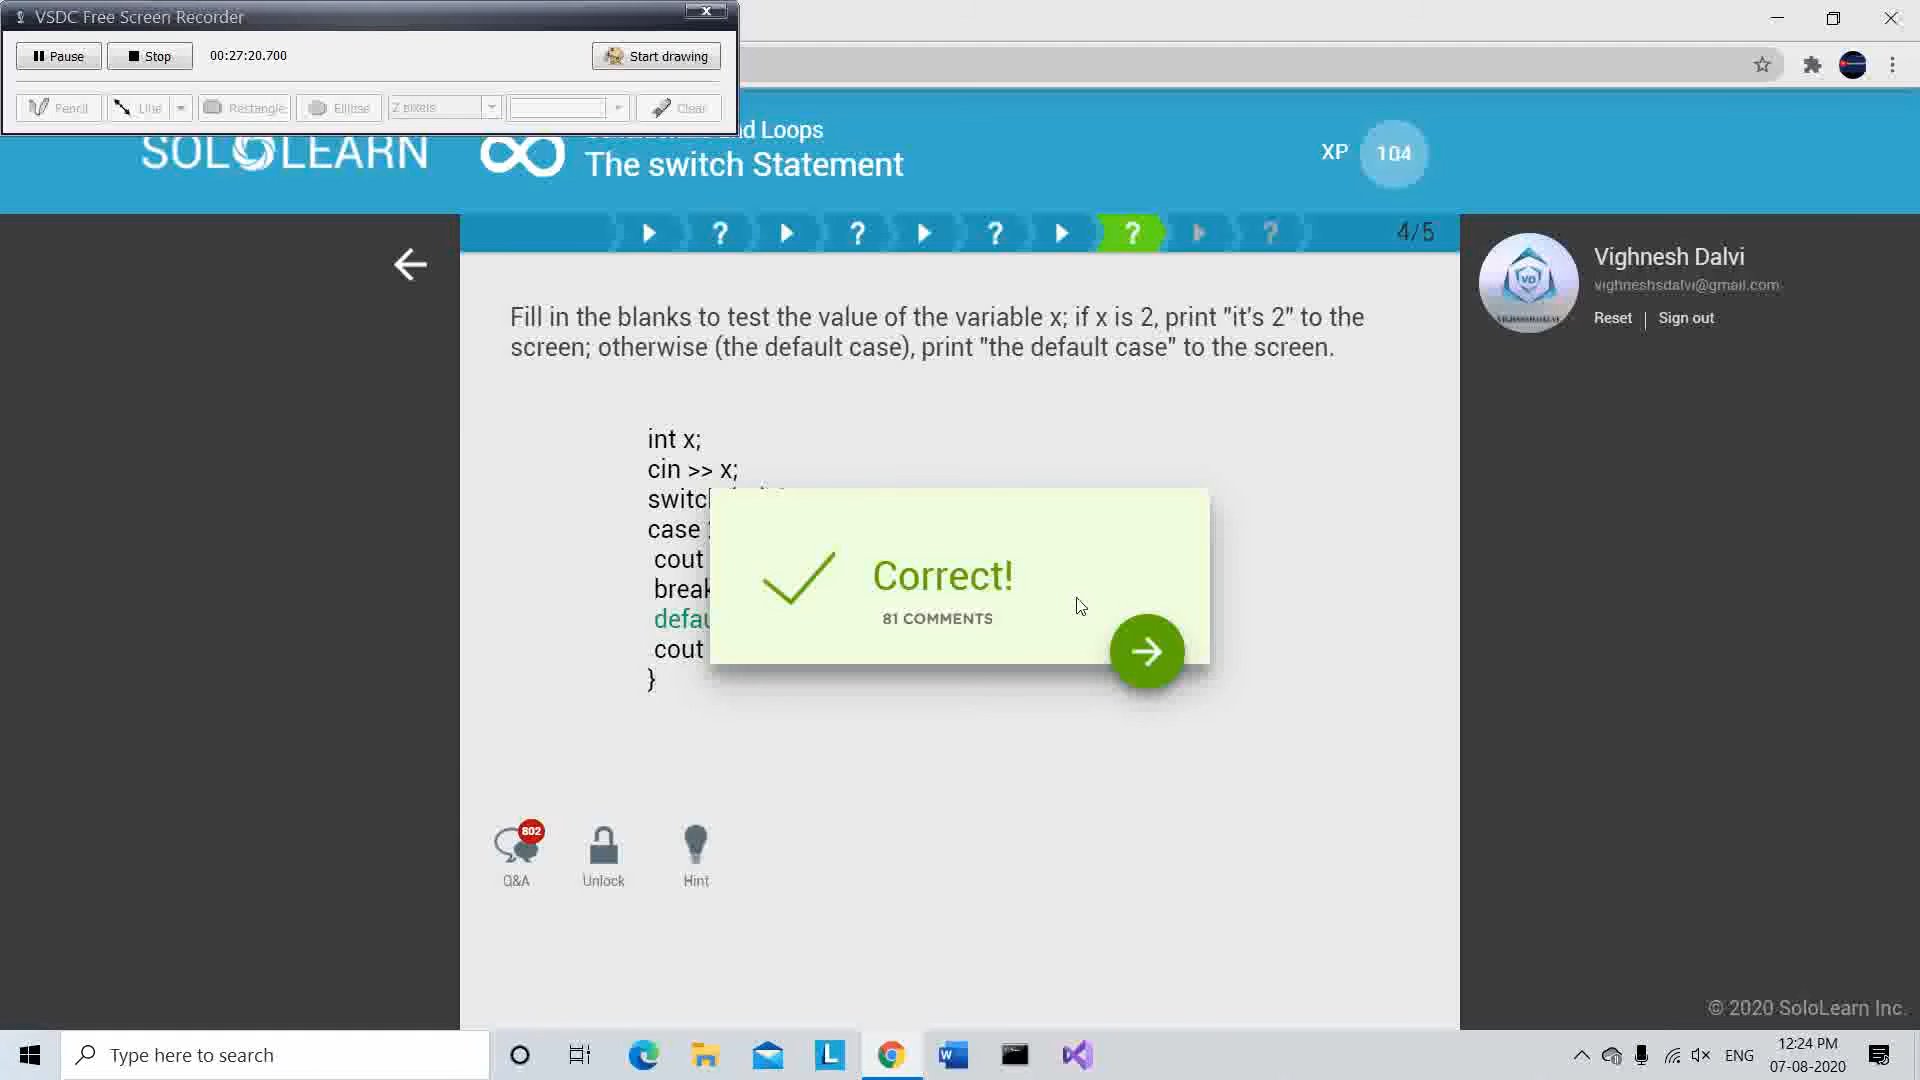 VSDC Free Screen Recorder
Pause
Stop
00:27:20.700
Start drawing
Pencil
Line
Rectangle
Ellipse
2 pixels
Clear
SOLOLEARN
and Loops
The switch Statement
XP
104
4/5
Vighnesh Dalvi
vighneshsdalvi@gmail.com
Reset
Sign out
Fill in the blanks to test the value of the variable x; if x is 2, print "it's 2" to the
screen; otherwise (the default case), print "the default case" to the screen.
int x;
cin >> x;
switc
case
cout
break
defau
cout
}
Correct!
81 COMMENTS
802
Q&A
Unlock
Hint
© 2020 SoloLearn Inc.
Type here to search
ENG
12:24 PM
07-08-2020